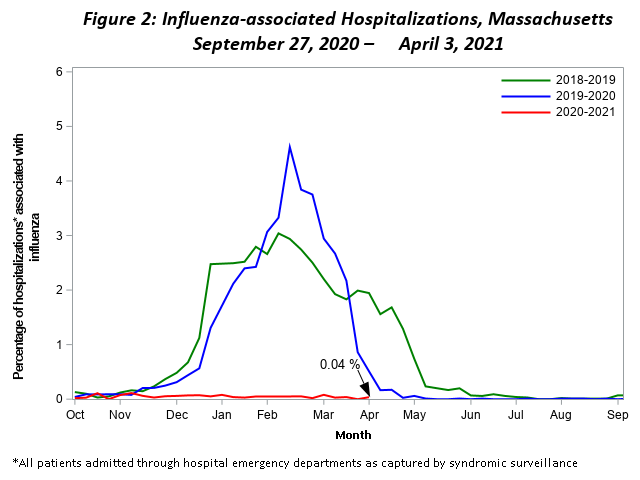 Figure 2: Influenza-associated Hospitalizations, Massachusetts
September 27, 2020 – April 3, 2021
6
5
4
3
2
1
0
Percentage of hospitalizations* associated with
influenza
2018-2019
2019-2020
2020-2021
0.04 %
Oct Nov Dec Jan Feb Mar Apr May Jun Jul Aug Sep
Month
*All patients admitted through hospital emergency departments as captured by syndromic surveillance